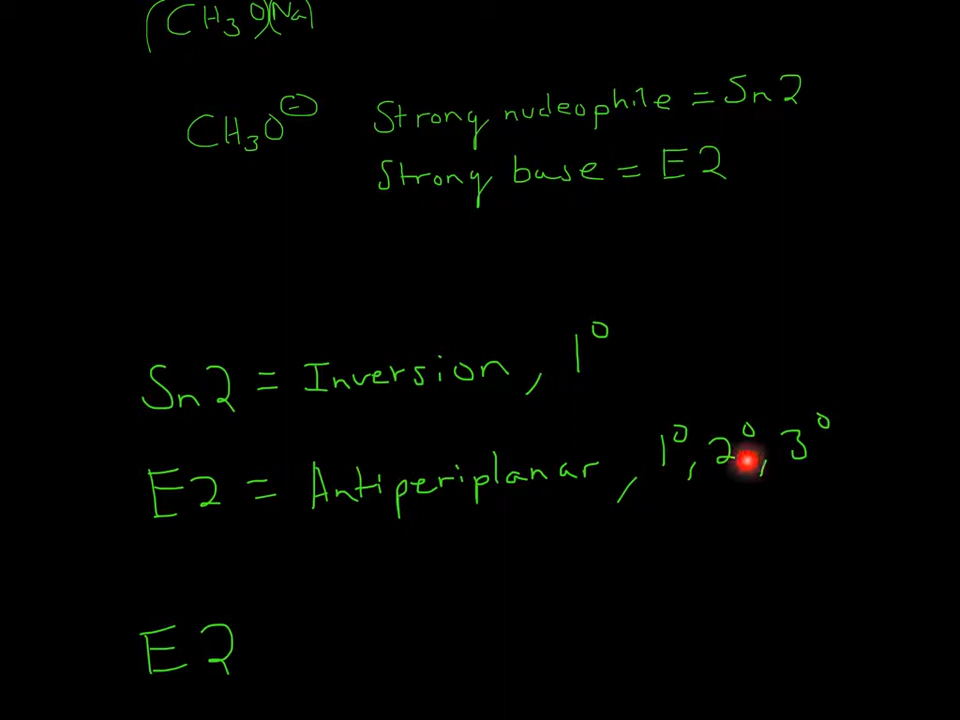 (CH₃O)(Na)
CH₃O⁻ Strong nucleophile = Sn2
Strong base = E2
Sn2 = Inversion, 1°
E2 = Antiperiplanar, 1°, 2°, 3°
E2